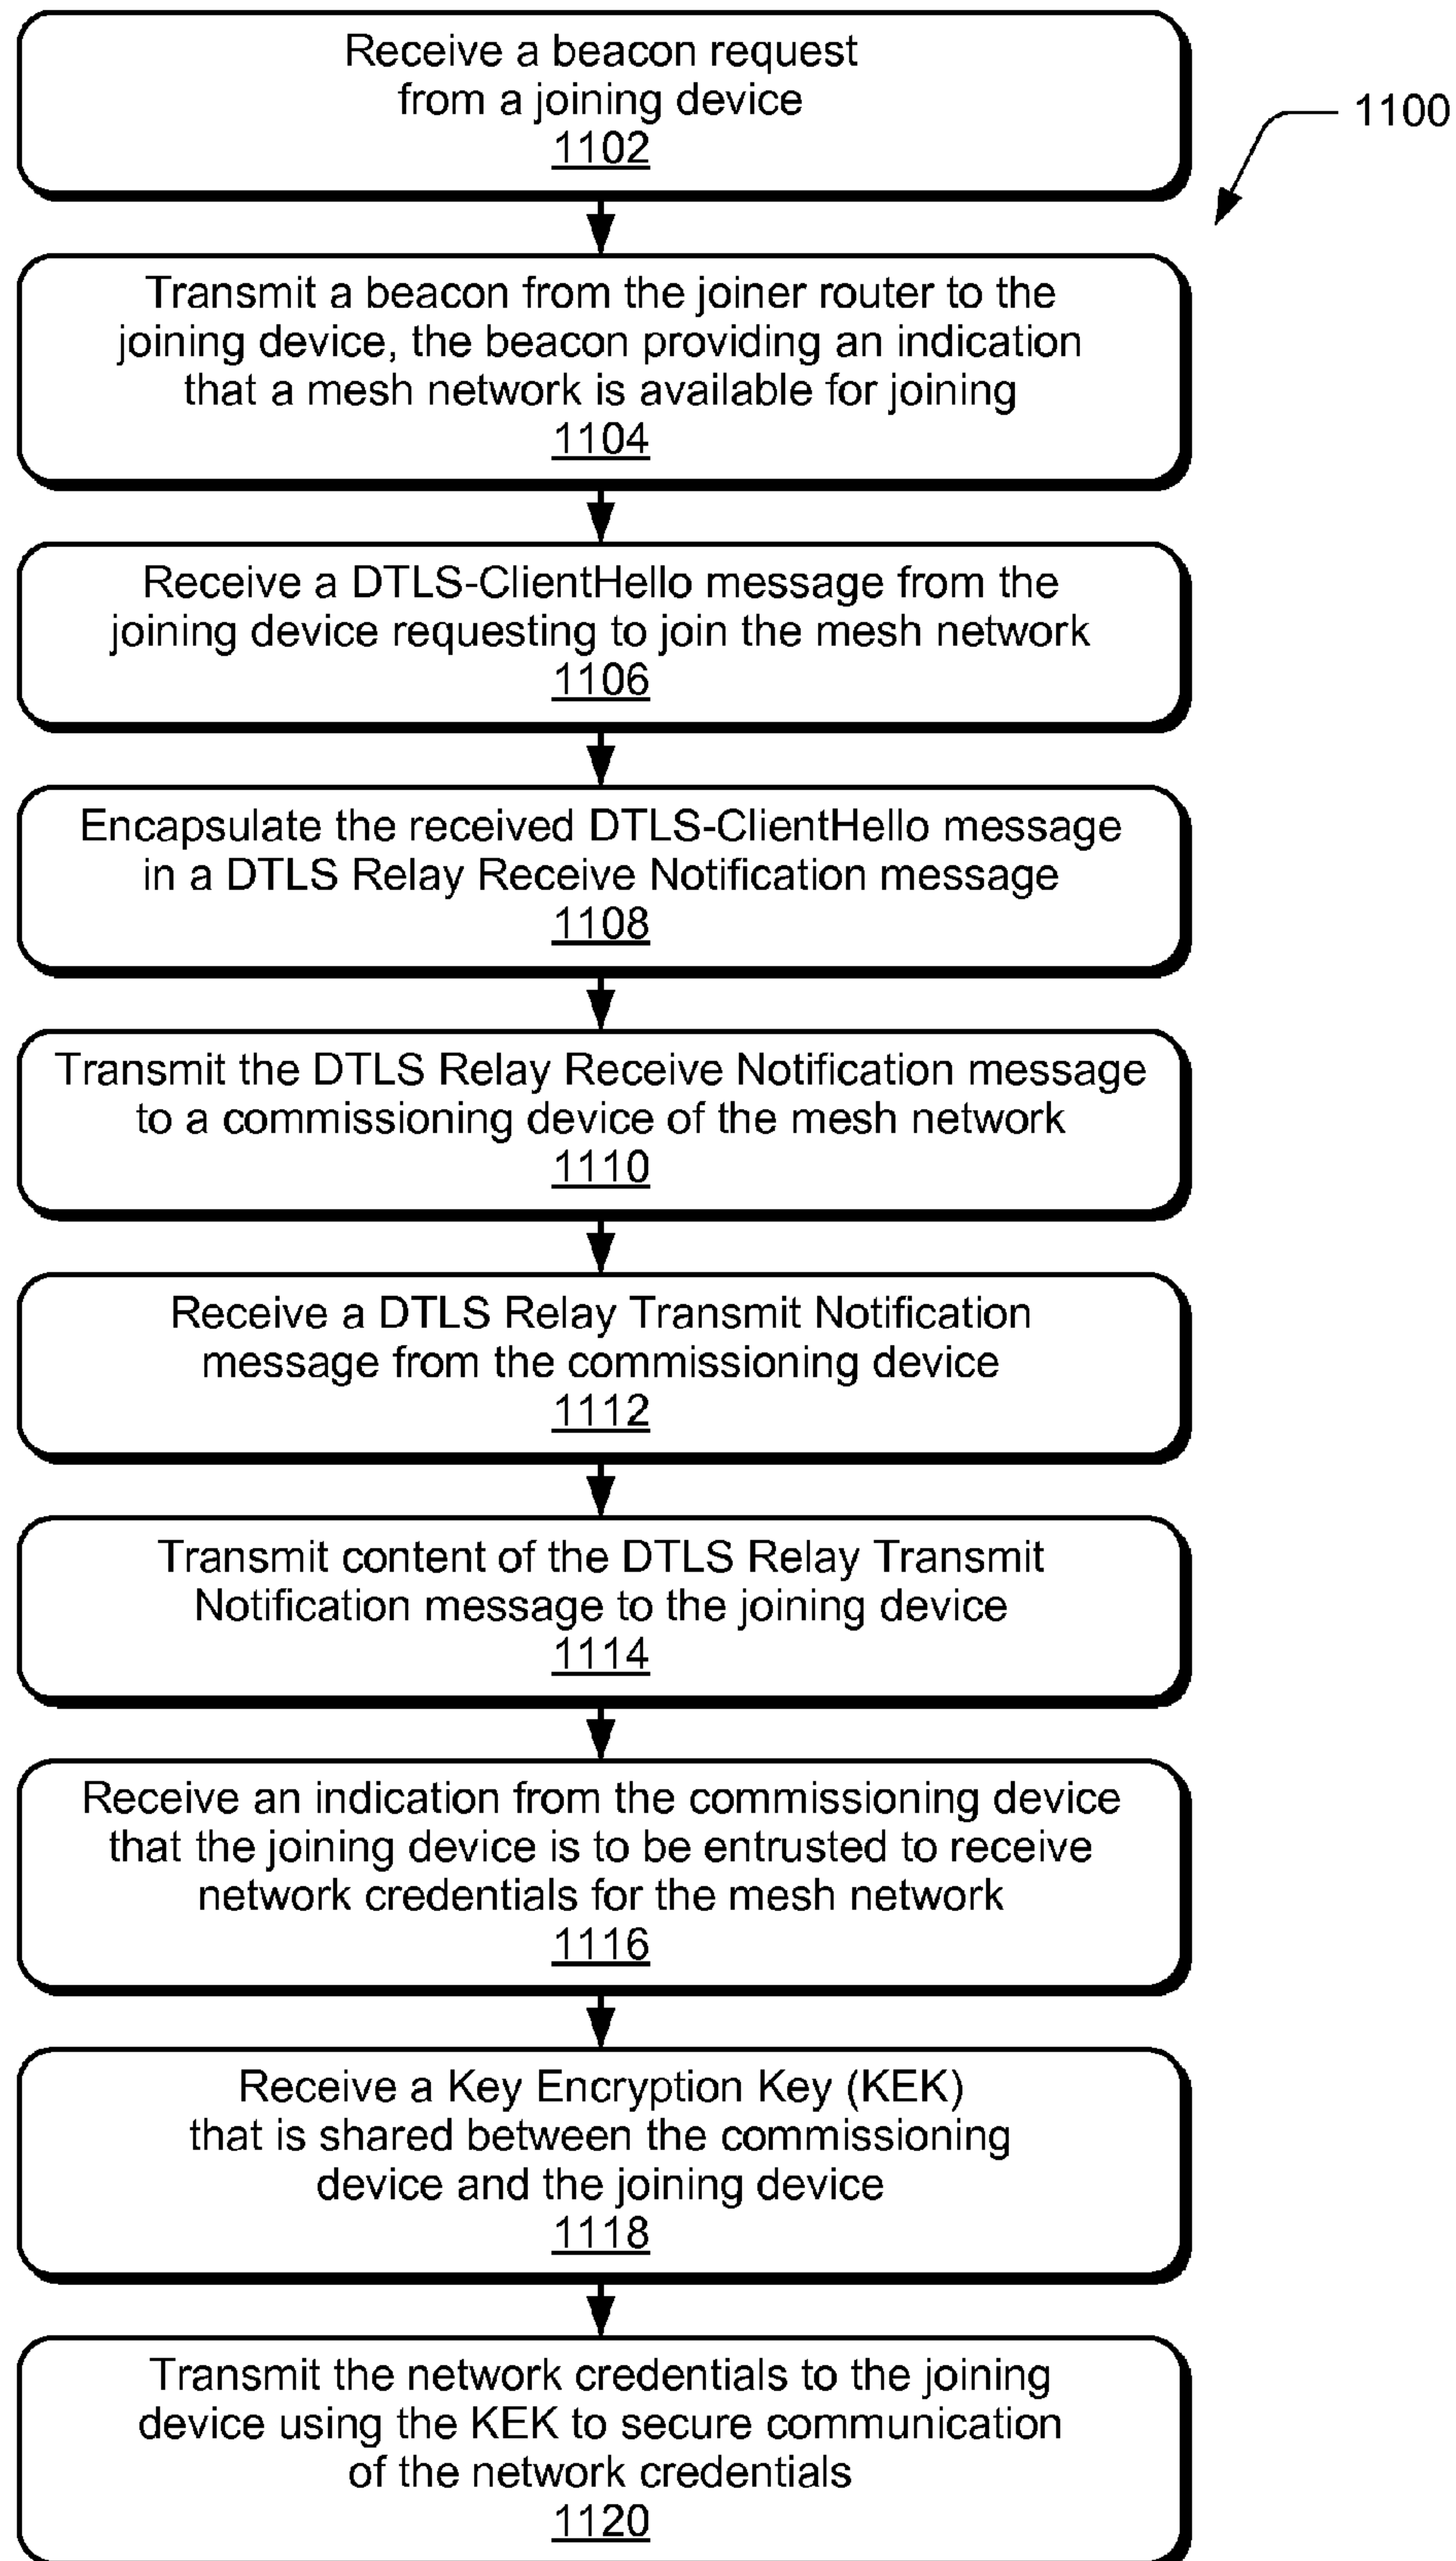 Receive a beacon request
from a joining device
1102
1100
Transmit a beacon from the joiner router to the
joining device, the beacon providing an indication
that a mesh network is available for joining
1104
Receive a DTLS-ClientHello message from the
joining device requesting to join the mesh network
1106
Encapsulate the received DTLS-ClientHello message
in a DTLS Relay Receive Notification message
1108
Transmit the DTLS Relay Receive Notification message
to a commissioning device of the mesh network
1110
Receive a DTLS Relay Transmit Notification
message from the commissioning device
1112
Transmit content of the DTLS Relay Transmit
Notification message to the joining device
1114
Receive an indication from the commissioning device
that the joining device is to be entrusted to receive
network credentials for the mesh network
1116
Receive a Key Encryption Key (KEK)
that is shared between the commissioning
device and the joining device
1118
Transmit the network credentials to the joining
device using the KEK to secure communication
of the network credentials
1120